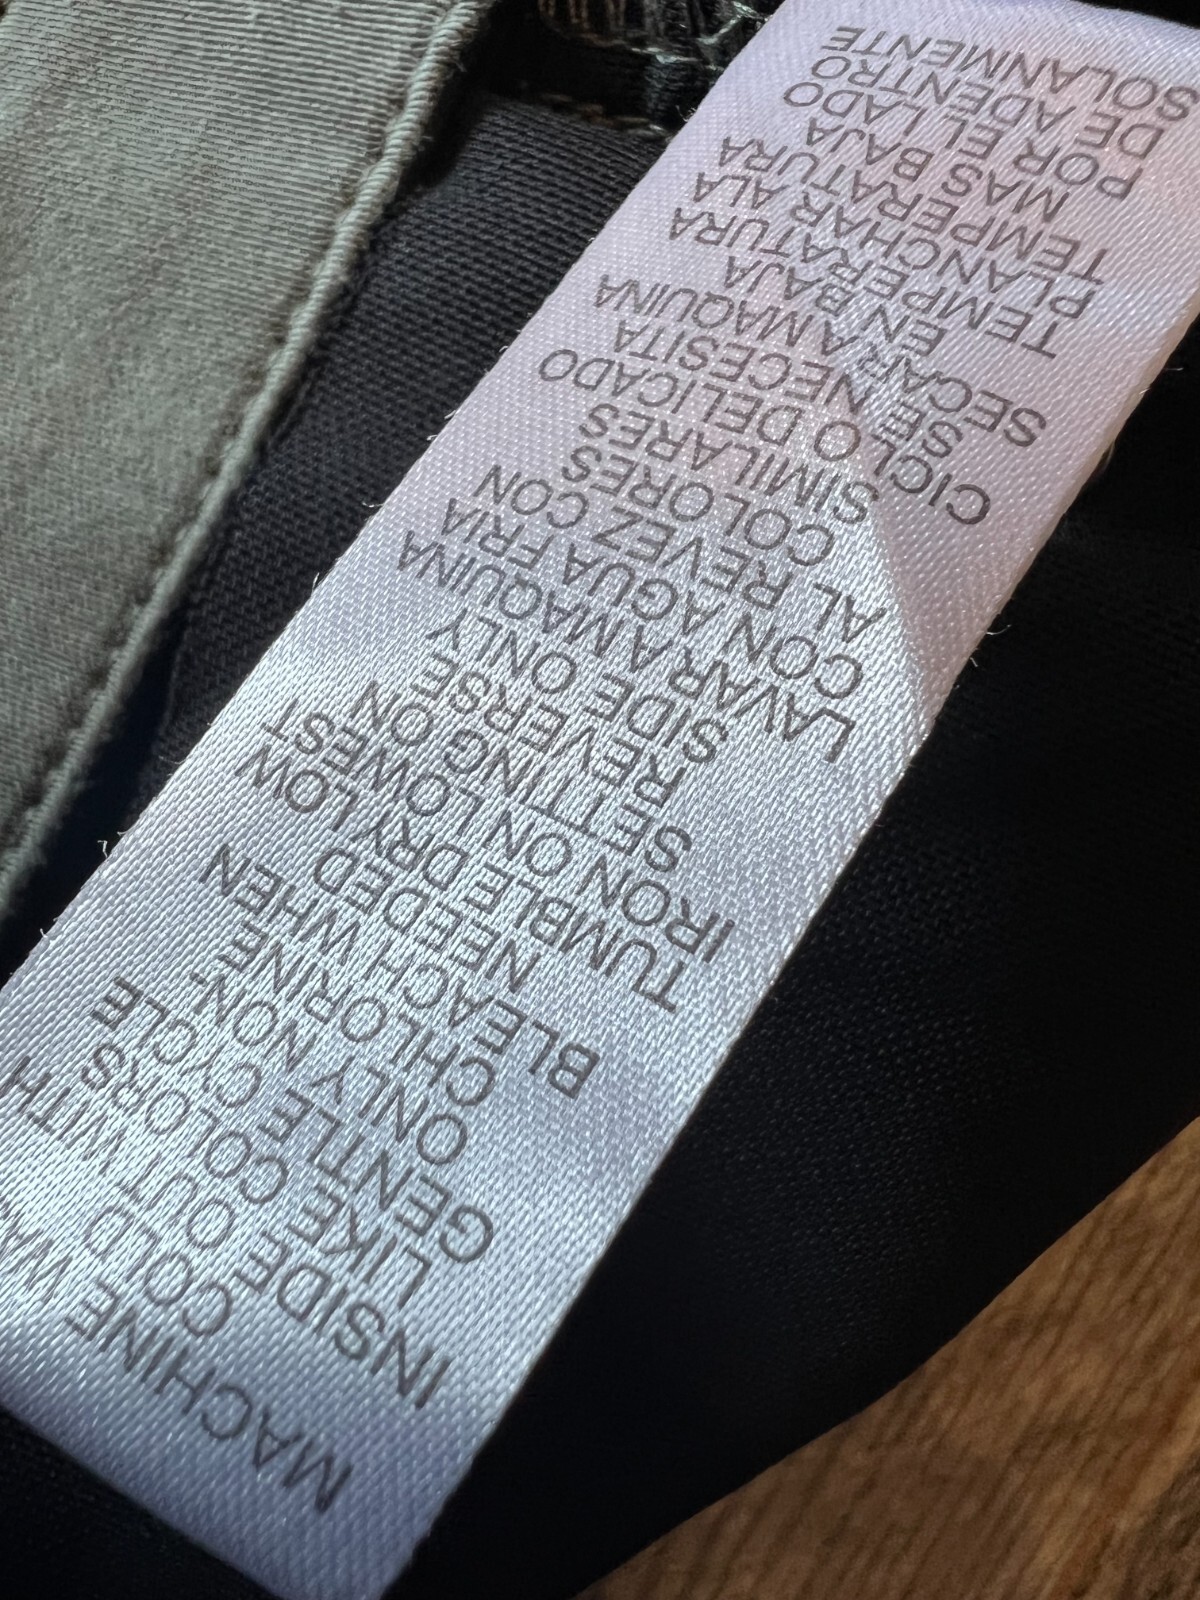 MACHINE WA
COLD
INSIDE OUT WITH
LIKE COLORS
GENTLE CYCLE
ONLY NON-
CHLORINE
BLEACH WHEN
NEEDED
TUMBLE DRY LOW
IRON ON LOWEST
SETTING ON
REVERSE
SIDE ONLY
LAVAR A MAQUINA
CON AGUA FRIA
AL REVEZ CON
COLORES
SIMILARES
CICLO DELICADO
SE NECESITA
SECAR A MAQUINA
EN BAJA
TEMPERATURA
PLANCHAR A LA
TEMPERATURA
MAS BAJA
POR EL LADO
DE ADENTRO
SOLANMENTE